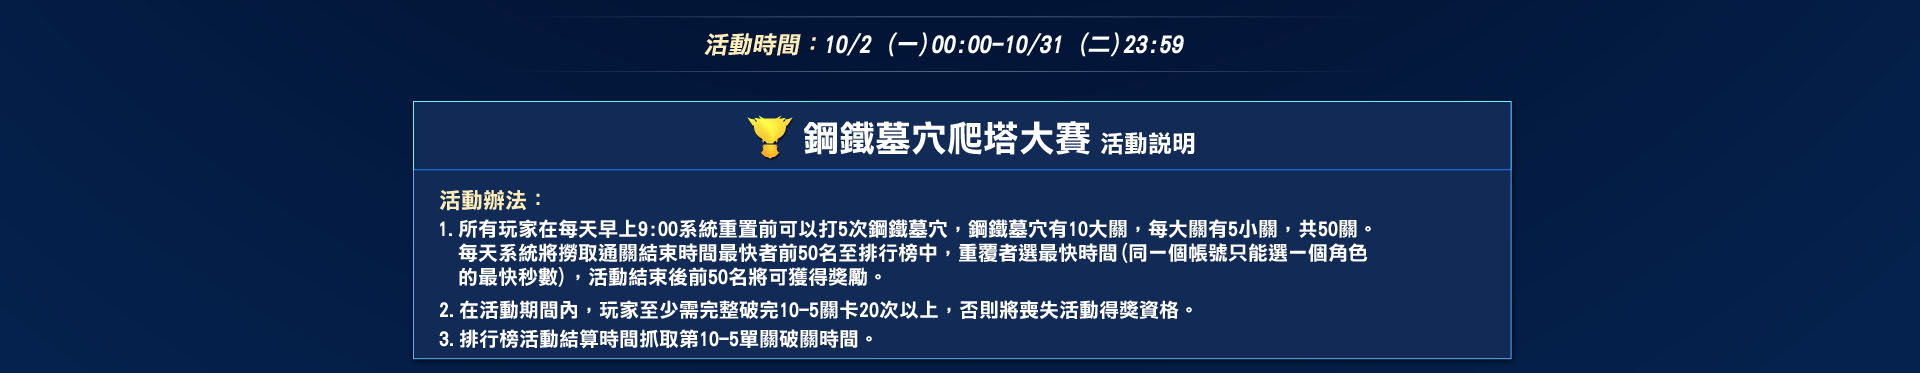 活動時間：10/2 (一)00:00-10/31 (二)23:59
鋼鐵墓穴爬塔大賽 活動説明
活動辦法：
1. 所有玩家在每天早上9:00系統重置前可以打5次鋼鐵墓穴，鋼鐵墓穴有10大關，每大關有5小關，共50關。
每天系統將撈取通關結束時間最快者前50名至排行榜中，重覆者選最快時間(同一個帳號只能選一個角色
的最快秒數)，活動結束後前50名將可獲得獎勵。
2. 在活動期間內，玩家至少需完整破完10-5關卡20次以上，否則將喪失活動得獎資格。
3. 排行榜活動結算時間抓取第10-5單關破關時間。